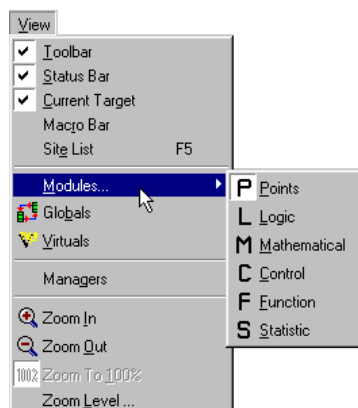 View
Toolbar
Status Bar
Current Target
Macro Bar
Site List F5
Modules...
Globals
Virtuals
Managers
Zoom In
Zoom Out
100% Zoom To 100%
Zoom Level ...
P Points
L Logic
M Mathematical
C Control
F Function
S Statistic